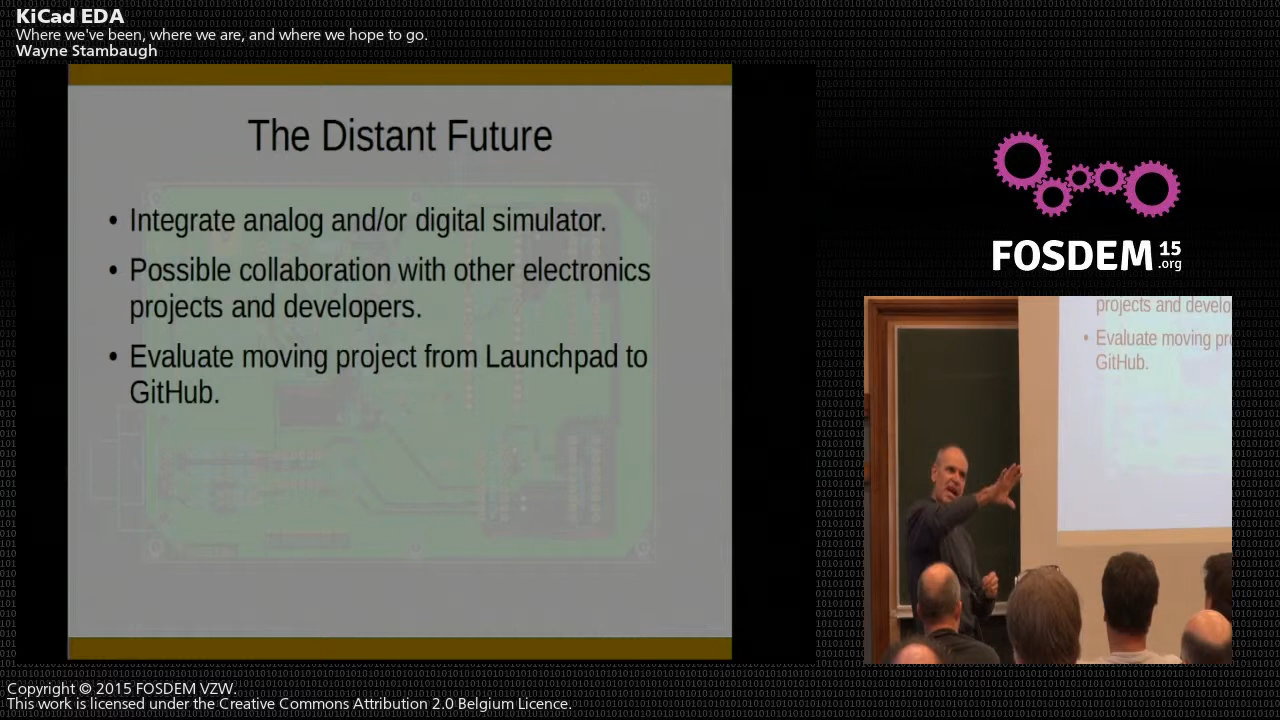 KiCad EDA
Where we've been, where we are, and where we hope to go.
Wayne Stambaugh
The Distant Future
• Integrate analog and/or digital simulator.
• Possible collaboration with other electronics
projects and developers.
• Evaluate moving project from Launchpad to
GitHub.
FOSDEM 15
.org
projects and develo
• Evaluate moving pr
GitHub.
Copyright © 2015 FOSDEM VZW.
This work is licensed under the Creative Commons Attribution 2.0 Belgium Licence.